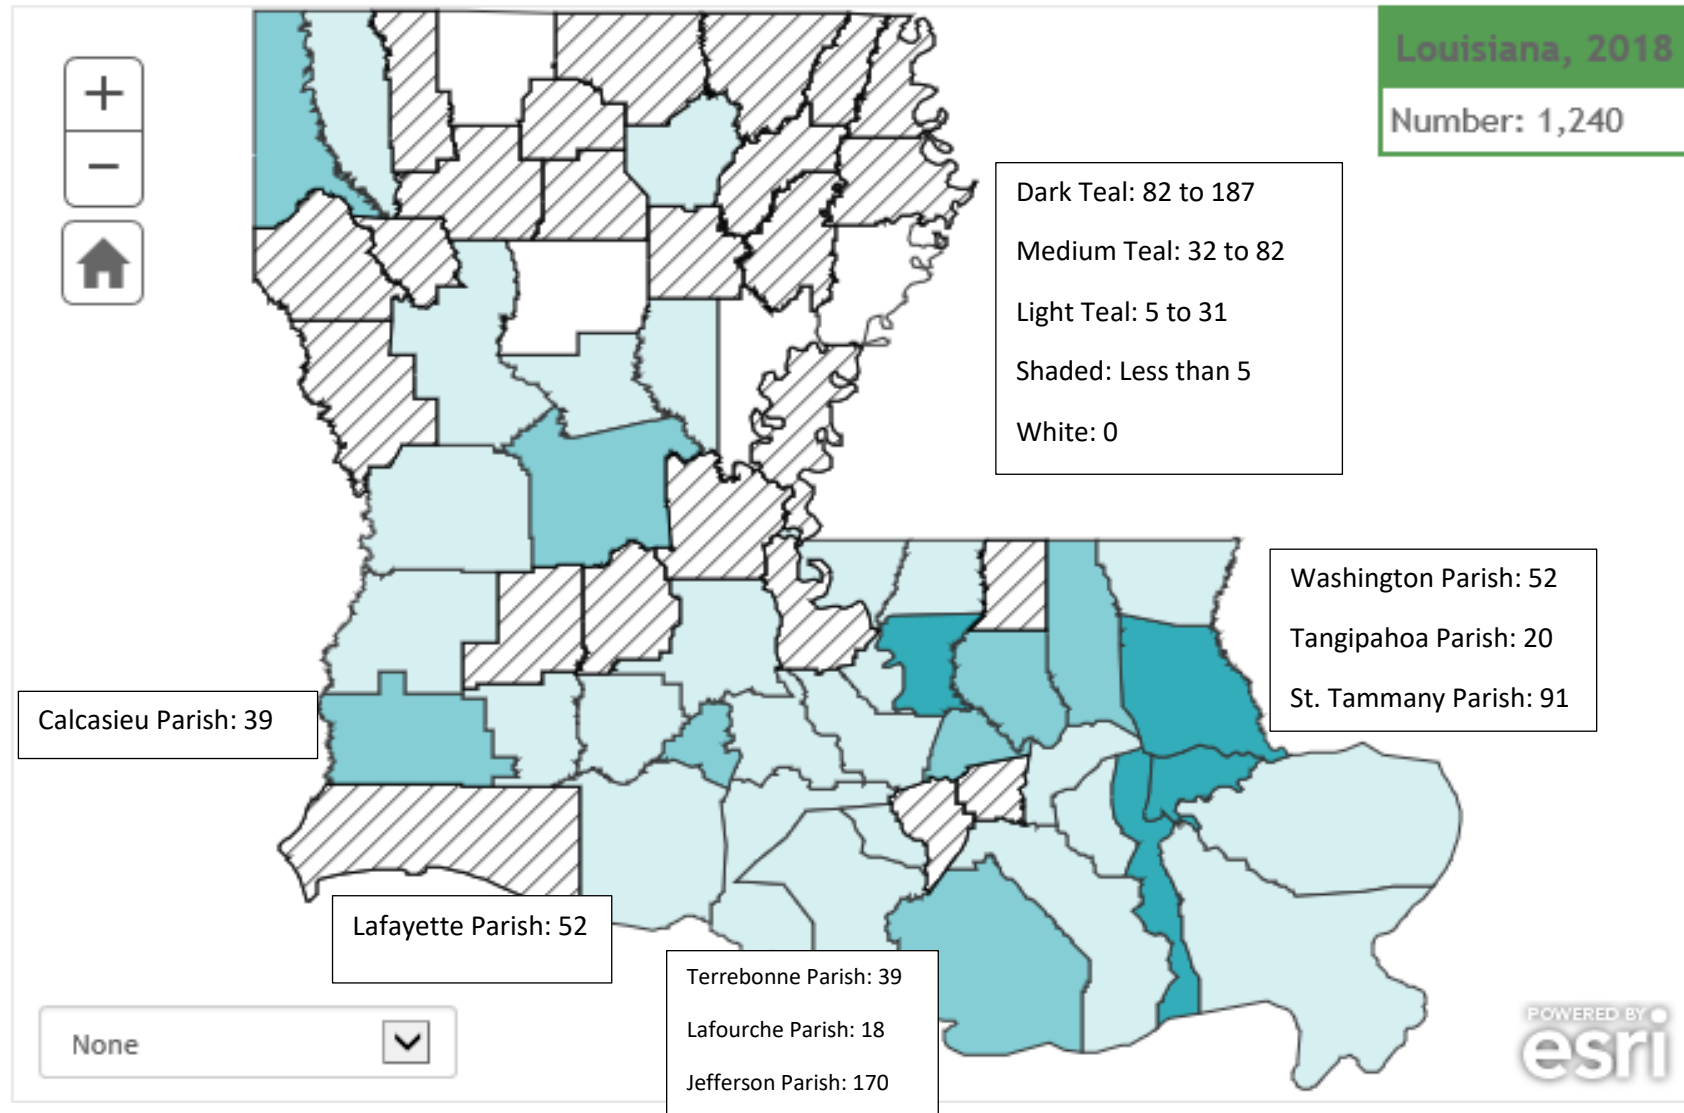 Louisiana, 2018
Number: 1,240
+
−
Dark Teal: 82 to 187
Medium Teal: 32 to 82
Light Teal: 5 to 31
Shaded: Less than 5
White: 0
Washington Parish: 52
Tangipahoa Parish: 20
St. Tammany Parish: 91
Calcasieu Parish: 39
Lafayette Parish: 52
Terrebonne Parish: 39
Lafourche Parish: 18
Jefferson Parish: 170
None
POWERED BY
esri